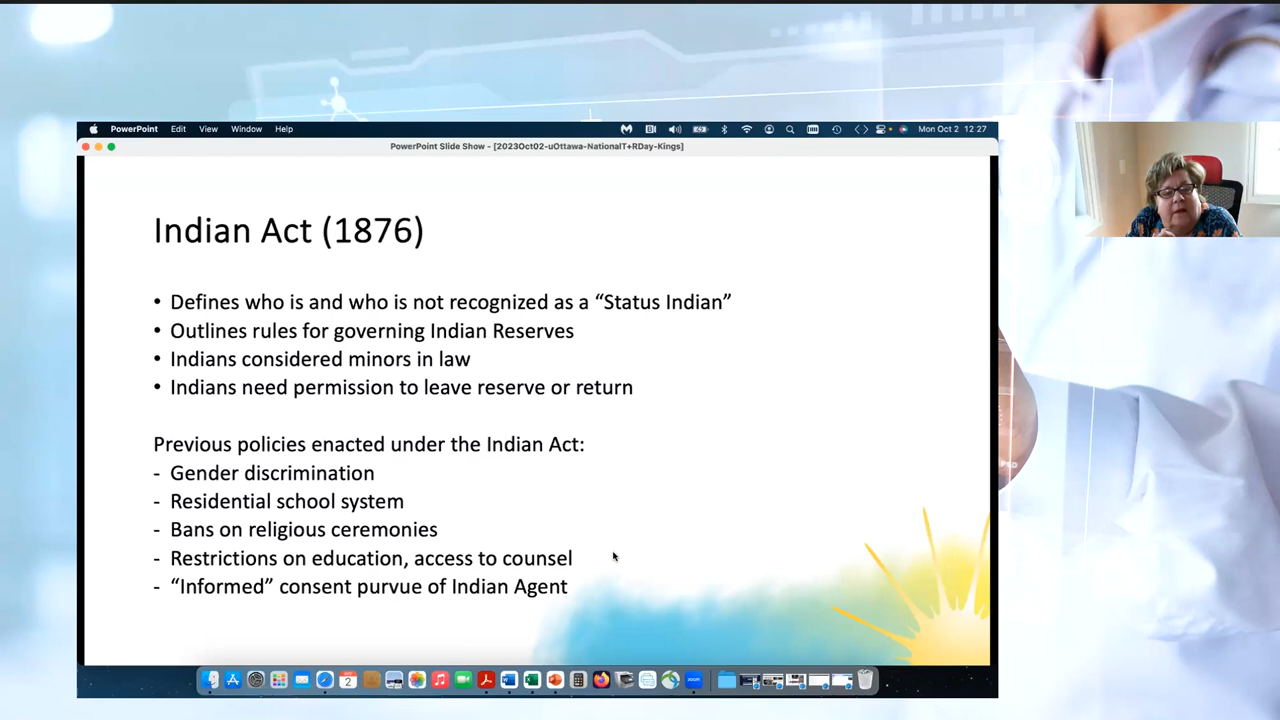 PowerPoint Edit View Window Help Mon Oct 2 12:27
PowerPoint Slide Show - [2023Oct02-uOttawa-NationalT+RDay-Kings]
Indian Act (1876)
• Defines who is and who is not recognized as a “Status Indian”
• Outlines rules for governing Indian Reserves
• Indians considered minors in law
• Indians need permission to leave reserve or return
Previous policies enacted under the Indian Act:
- Gender discrimination
- Residential school system
- Bans on religious ceremonies
- Restrictions on education, access to counsel
- “Informed” consent purvue of Indian Agent
2
zoom